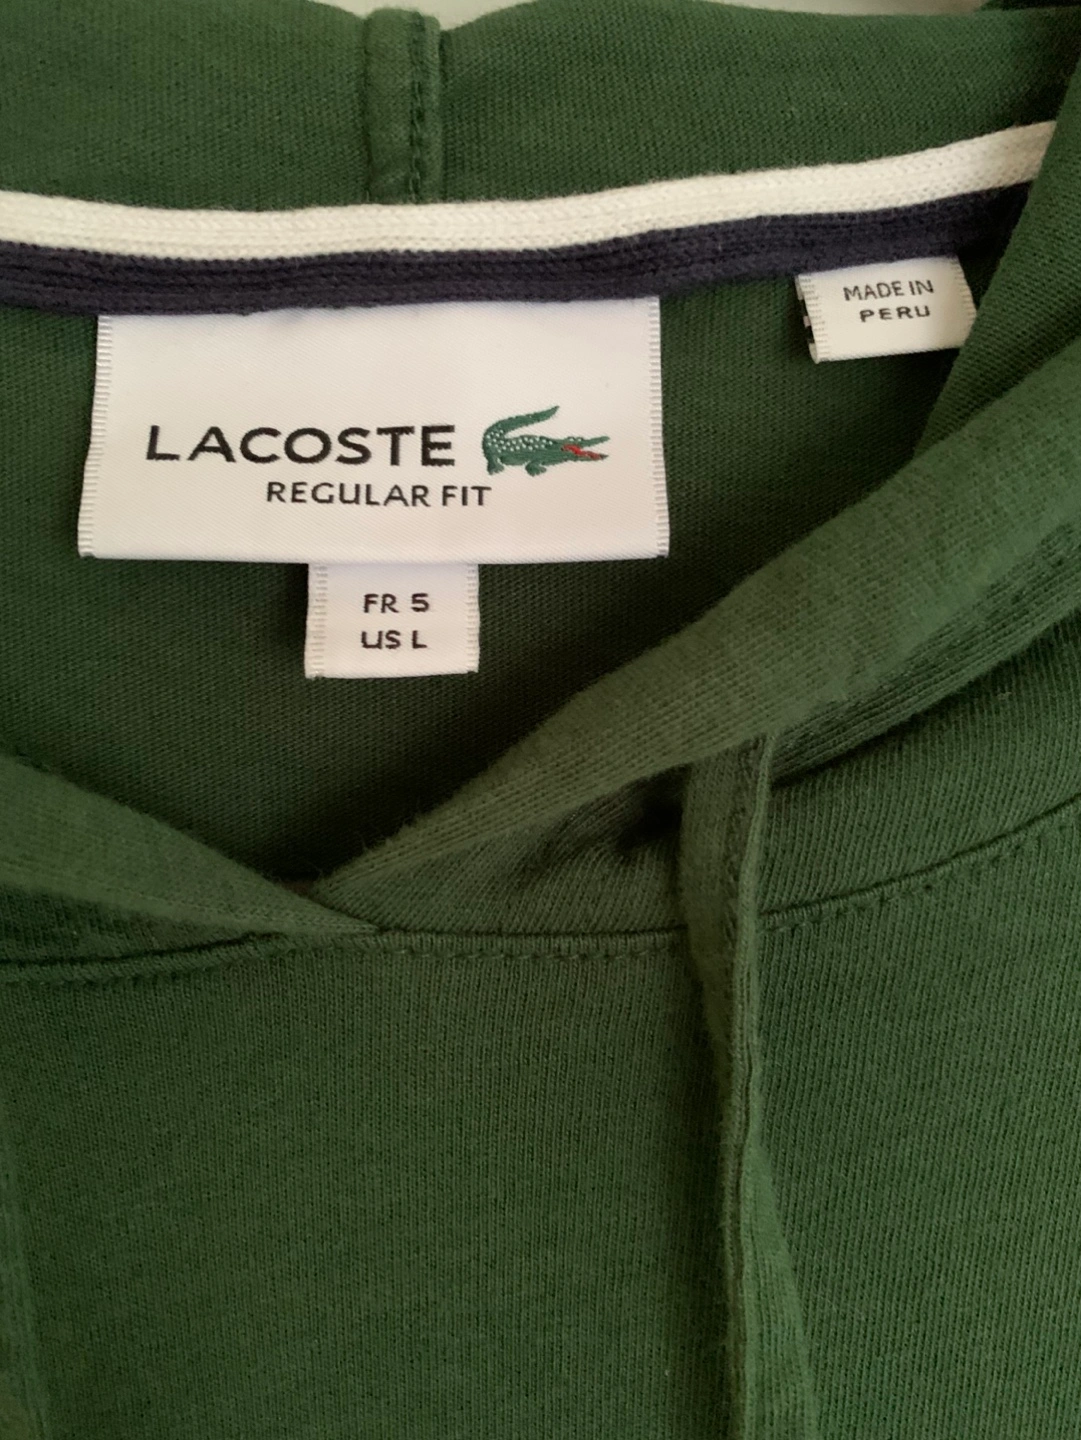 MADE IN
PERU
LACOSTE
REGULAR FIT
FR 5
US L